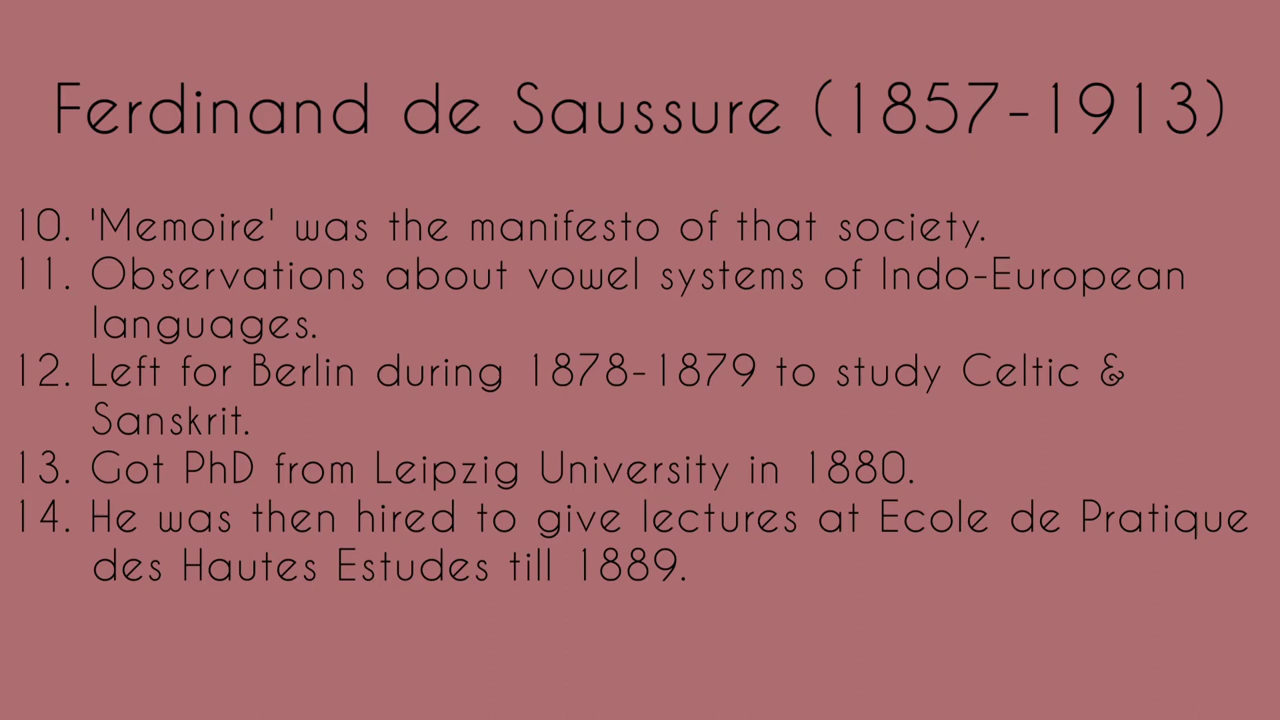 Ferdinand de Saussure (1857-1913)
10. 'Memoire' was the manifesto of that society.
11. Observations about vowel systems of Indo-European
languages.
12. Left for Berlin during 1878-1879 to study Celtic &
Sanskrit.
13. Got PhD from Leipzig University in 1880.
14. He was then hired to give lectures at Ecole de Pratique
des Hautes Estudes till 1889.